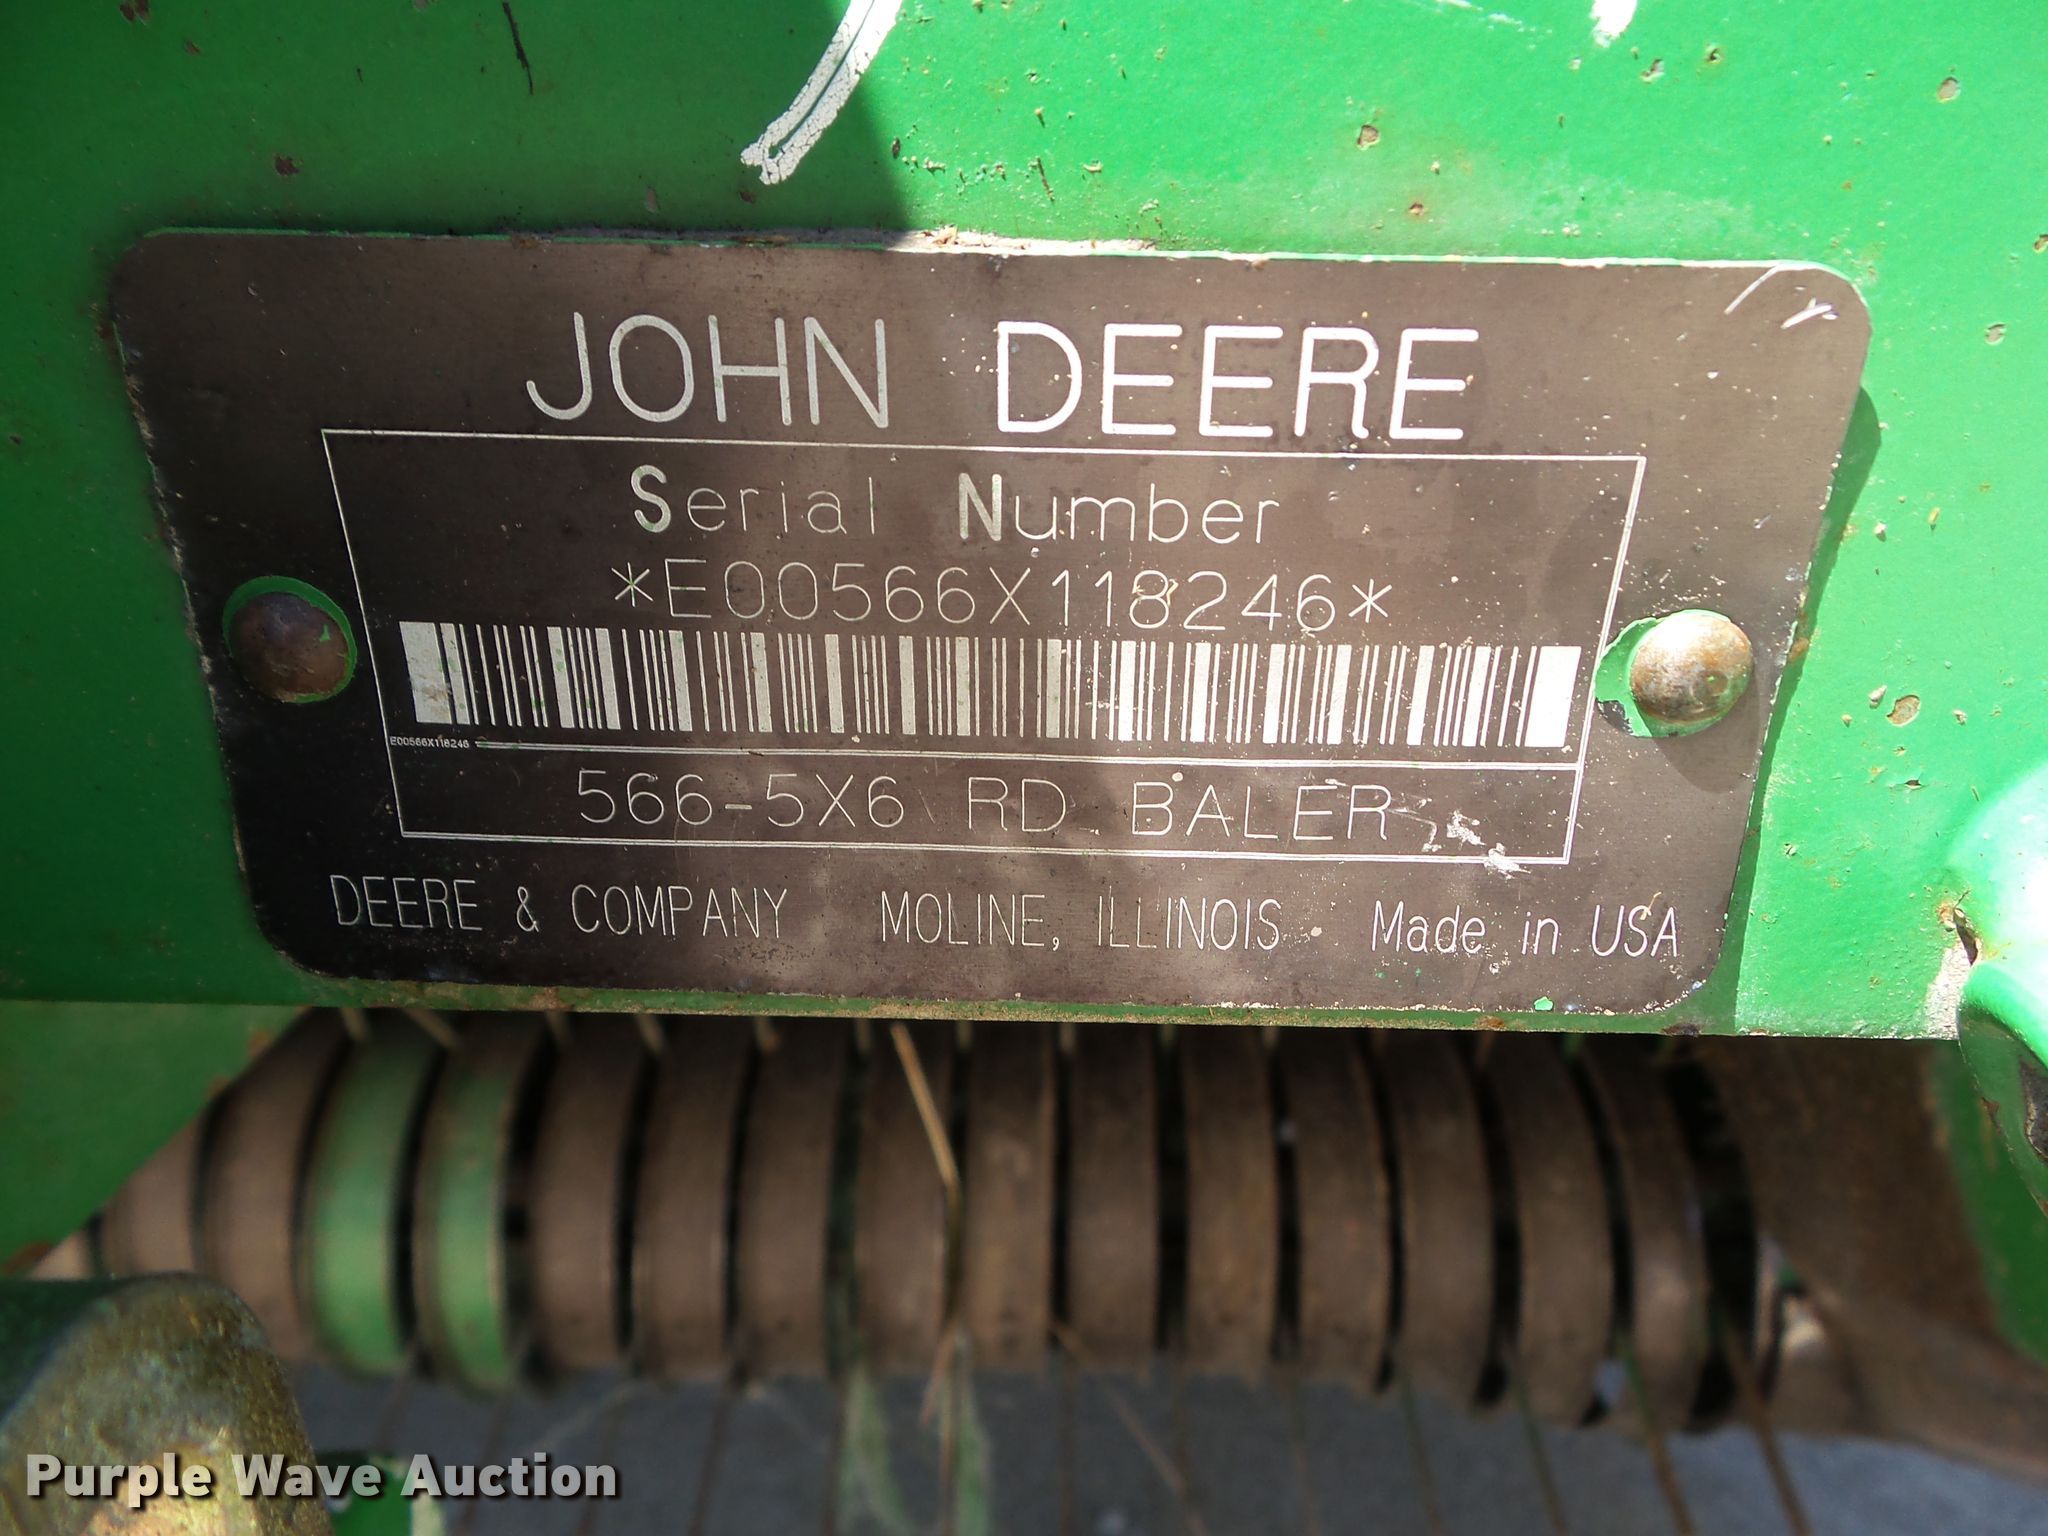 JOHN DEERE
Serial Number
*E00566X118246*
E00566X118246
566-5X6 RD BALER
DEERE & COMPANY MOLINE, ILLINOIS Made in USA
Purple Wave Auction